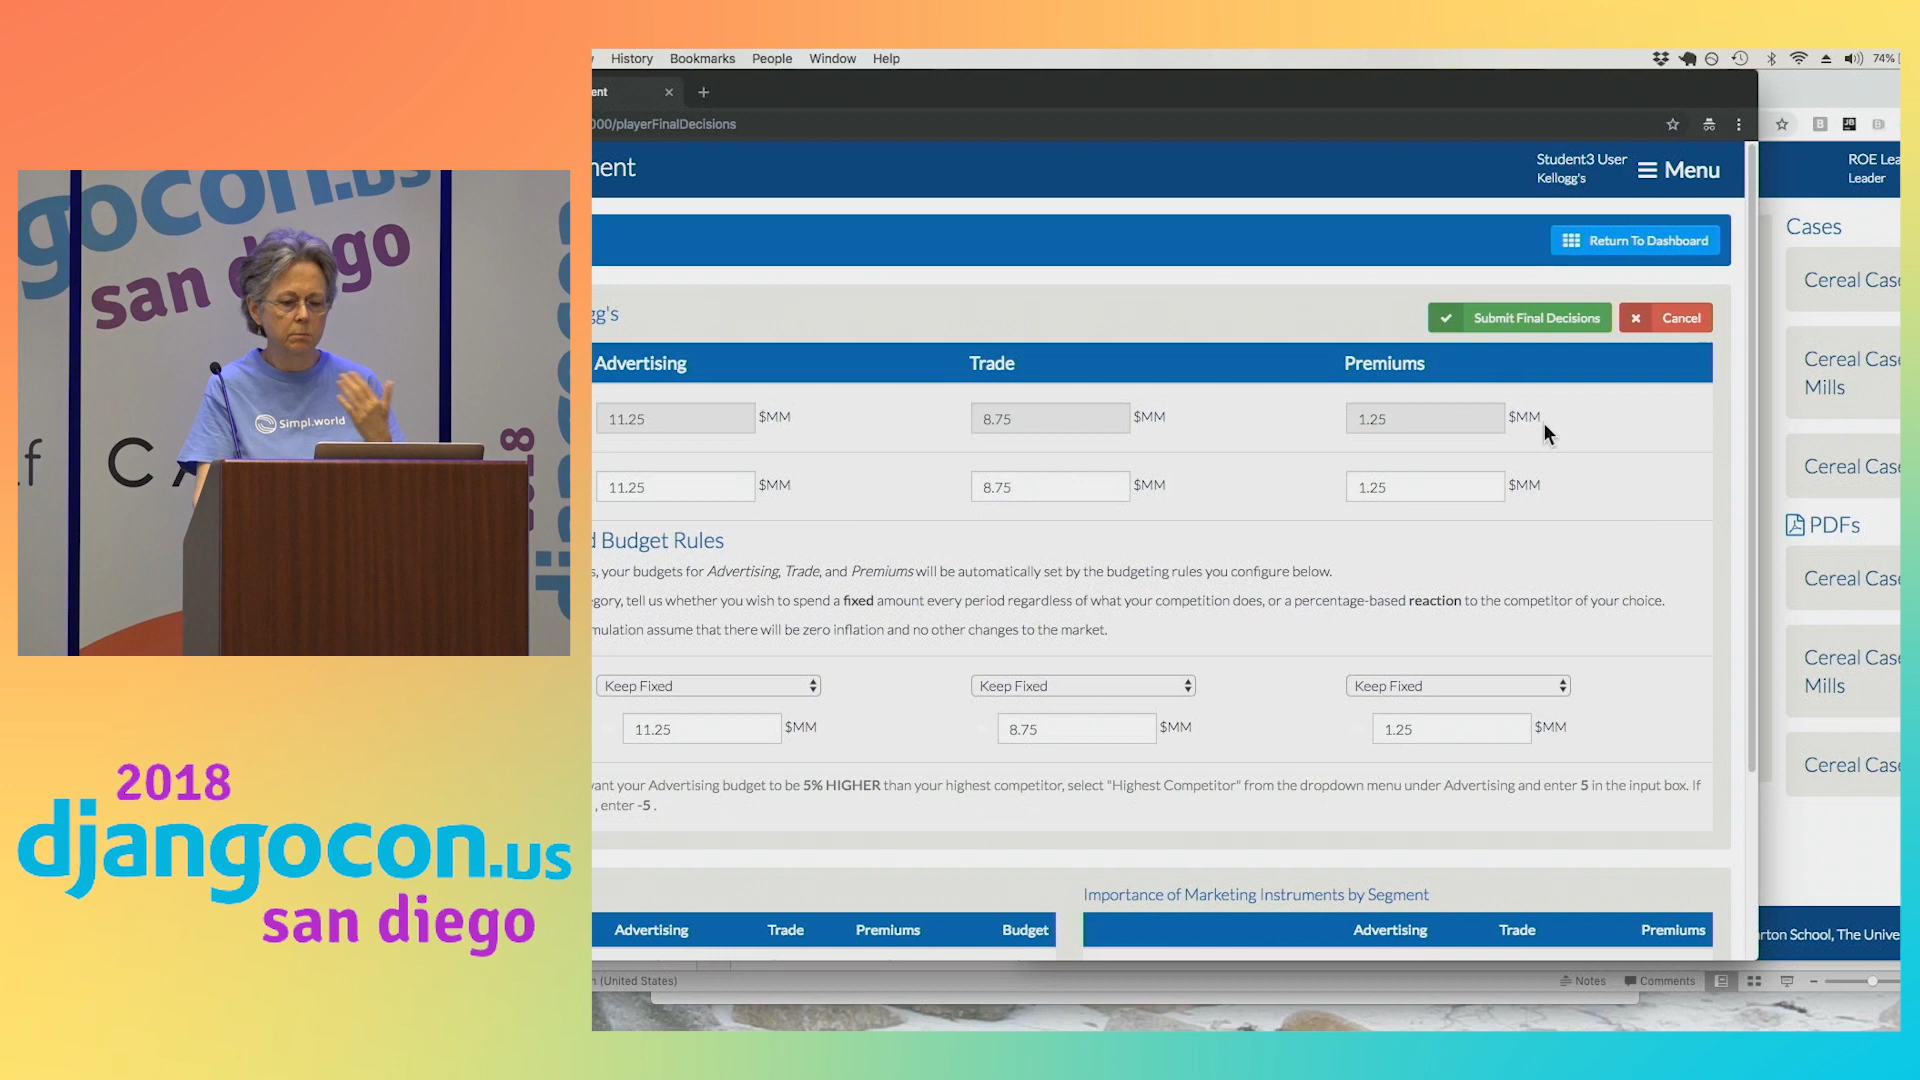 History Bookmarks People Window Help
74%
ent
000/playerFinalDecisions
nent
Student3 User
Kellogg's
Menu
ROE Lea
Leader
Return To Dashboard
Cases
Cereal Cas
Cereal Cas
Mills
Cereal Cas
PDFs
Cereal Cas
Cereal Cas
Mills
Cereal Cas
gg's
Submit Final Decisions
Cancel
Advertising Trade Premiums
11.25 $MM 8.75 $MM 1.25 $MM
11.25 $MM 8.75 $MM 1.25 $MM
d Budget Rules
s, your budgets for Advertising, Trade, and Premiums will be automatically set by the budgeting rules you configure below.
gory, tell us whether you wish to spend a fixed amount every period regardless of what your competition does, or a percentage-based reaction to the competitor of your choice.
mulation assume that there will be zero inflation and no other changes to the market.
Keep Fixed Keep Fixed Keep Fixed
11.25 $MM 8.75 $MM 1.25 $MM
ant your Advertising budget to be 5% HIGHER than your highest competitor, select "Highest Competitor" from the dropdown menu under Advertising and enter 5 in the input box. If
, enter -5 .
Importance of Marketing Instruments by Segment
Advertising Trade Premiums Budget
Advertising Trade Premiums
rton School, The Unive
n (United States)
Notes Comments
gocon.us
san diego
Simpl.world
2018
djangocon.us
san diego